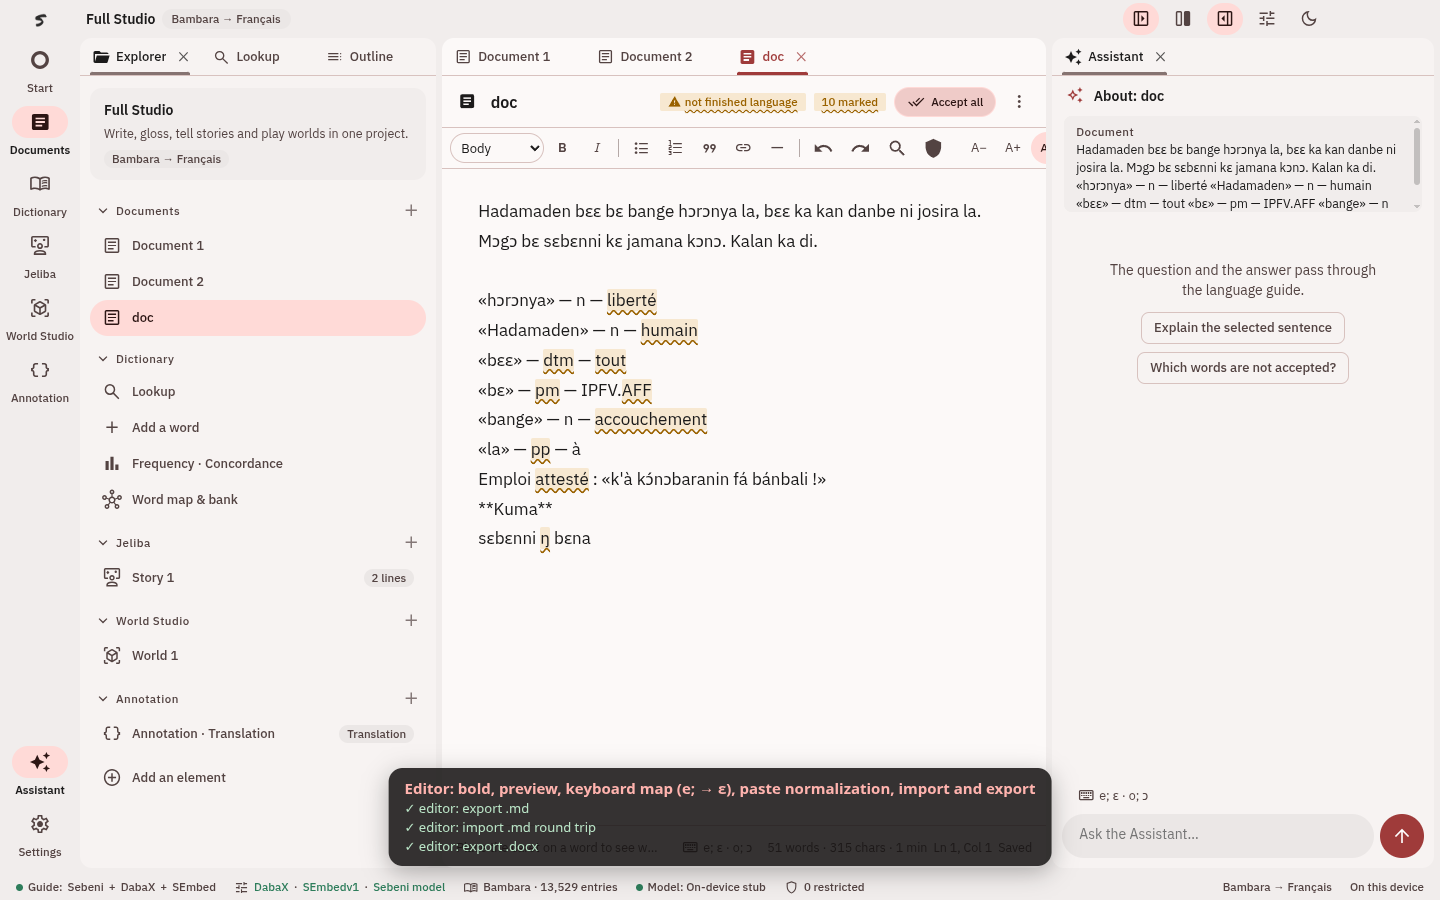 Full Studio
Bambara → Français
Start
Documents
Dictionary
Jeliba
World Studio
Annotation
Assistant
Settings
Explorer
Lookup
Outline
Full Studio
Write, gloss, tell stories and play worlds in one project.
Bambara → Français
Documents
Document 1
Document 2
doc
Dictionary
Lookup
Add a word
Frequency · Concordance
Word map & bank
Jeliba
Story 1
2 lines
World Studio
World 1
Annotation
Annotation · Translation
Translation
Add an element
Document 1
Document 2
doc
doc
not finished language
10 marked
Accept all
Body
B
I
A−
A+
Hadamaden bɛɛ bɛ bange hɔrɔnya la, bɛɛ ka kan danbe ni josira la.
Mɔgɔ bɛ sɛbɛnni kɛ jamana kɔnɔ. Kalan ka di.
«hɔrɔnya» — n — liberté
«Hadamaden» — n — humain
«bɛɛ» — dtm — tout
«bɛ» — pm — IPFV.AFF
«bange» — n — accouchement
«la» — pp — à
Emploi attesté : «k'à kɔ́nɔbaranin fá bánbali !»
**Kuma**
sɛbɛnni ŋ bɛna
Editor: bold, preview, keyboard map (e; → ɛ), paste normalization, import and export
✓ editor: export .md
✓ editor: import .md round trip
✓ editor: export .docx
on a word to see w...
e; ɛ · o; ɔ
51 words · 315 chars · 1 min
Ln 1, Col 1
Saved
Assistant
About: doc
Document
Hadamaden bɛɛ bɛ bange hɔrɔnya la, bɛɛ ka kan danbe ni
josira la. Mɔgɔ bɛ sɛbɛnni kɛ jamana kɔnɔ. Kalan ka di.
«hɔrɔnya» — n — liberté «Hadamaden» — n — humain
«bɛɛ» — dtm — tout «bɛ» — pm — IPFV.AFF «bange» — n
The question and the answer pass through
the language guide.
Explain the selected sentence
Which words are not accepted?
e; ɛ · o; ɔ
Ask the Assistant...
Guide: Sebeni + DabaX + SEmbed
DabaX · SEmbedv1 · Sebeni model
Bambara · 13,529 entries
Model: On-device stub
0 restricted
Bambara → Français
On this device